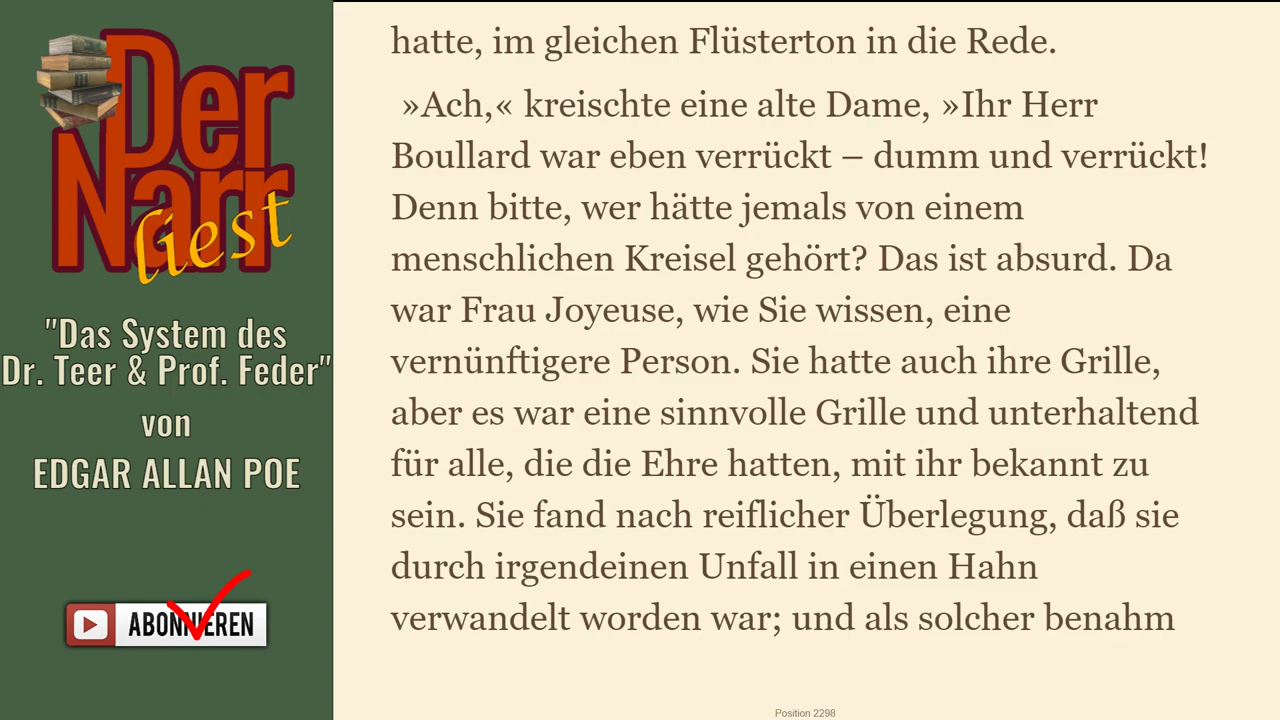 Der
Narr
liest
"Das System des
Dr. Teer & Prof. Feder"
von
EDGAR ALLAN POE
ABONNIEREN
hatte, im gleichen Flüsterton in die Rede.
»Ach,« kreischte eine alte Dame, »Ihr Herr
Boullard war eben verrückt – dumm und verrückt!
Denn bitte, wer hätte jemals von einem
menschlichen Kreisel gehört? Das ist absurd. Da
war Frau Joyeuse, wie Sie wissen, eine
vernünftigere Person. Sie hatte auch ihre Grille,
aber es war eine sinnvolle Grille und unterhaltend
für alle, die die Ehre hatten, mit ihr bekannt zu
sein. Sie fand nach reiflicher Überlegung, daß sie
durch irgendeinen Unfall in einen Hahn
verwandelt worden war; und als solcher benahm
Position 2298